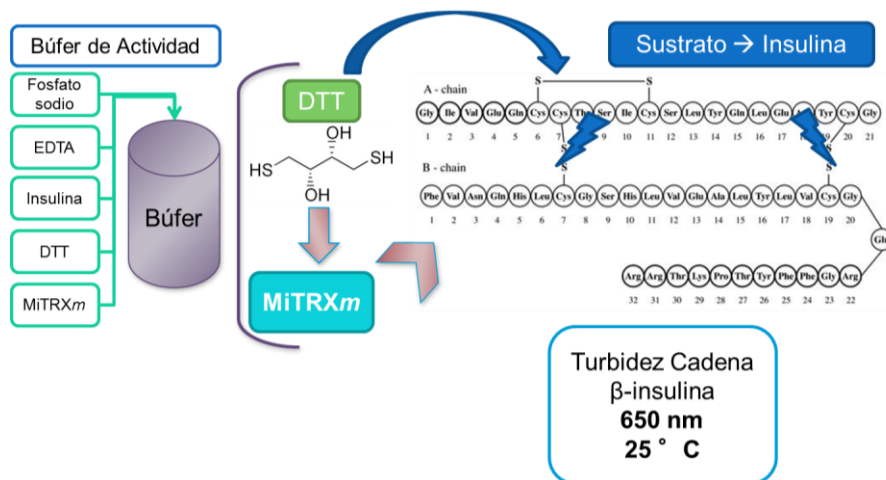 Búfer de Actividad
Fosfato
sodio
EDTA
Insulina
DTT
MiTRXm
Búfer
DTT
OH
HS
SH
OH
MiTRXm
Sustrato → Insulina
A - chain
S S
Gly Ile Val Glu Gln Cys Cys Thr Ser Ile Cys Ser Leu Tyr Gln Leu Glu Tyr Cys Gly
1 2 3 4 5 6 7 9 10 11 12 13 14 15 16 17 18 19 20 21
S S
S S
B - chain
Phe Val Asn Gln His Leu Cys Gly Ser His Leu Val Glu Ala Leu Tyr Leu Val Cys Gly
1 2 3 4 5 6 7 8 9 10 11 12 13 14 15 16 17 18 19 20
Arg Arg Thr Lys Pro Thr Tyr Phe Phe Gly Arg
32 31 30 29 28 27 26 25 24 23 22
Turbidez Cadena
β-insulina
650 nm
25 ° C